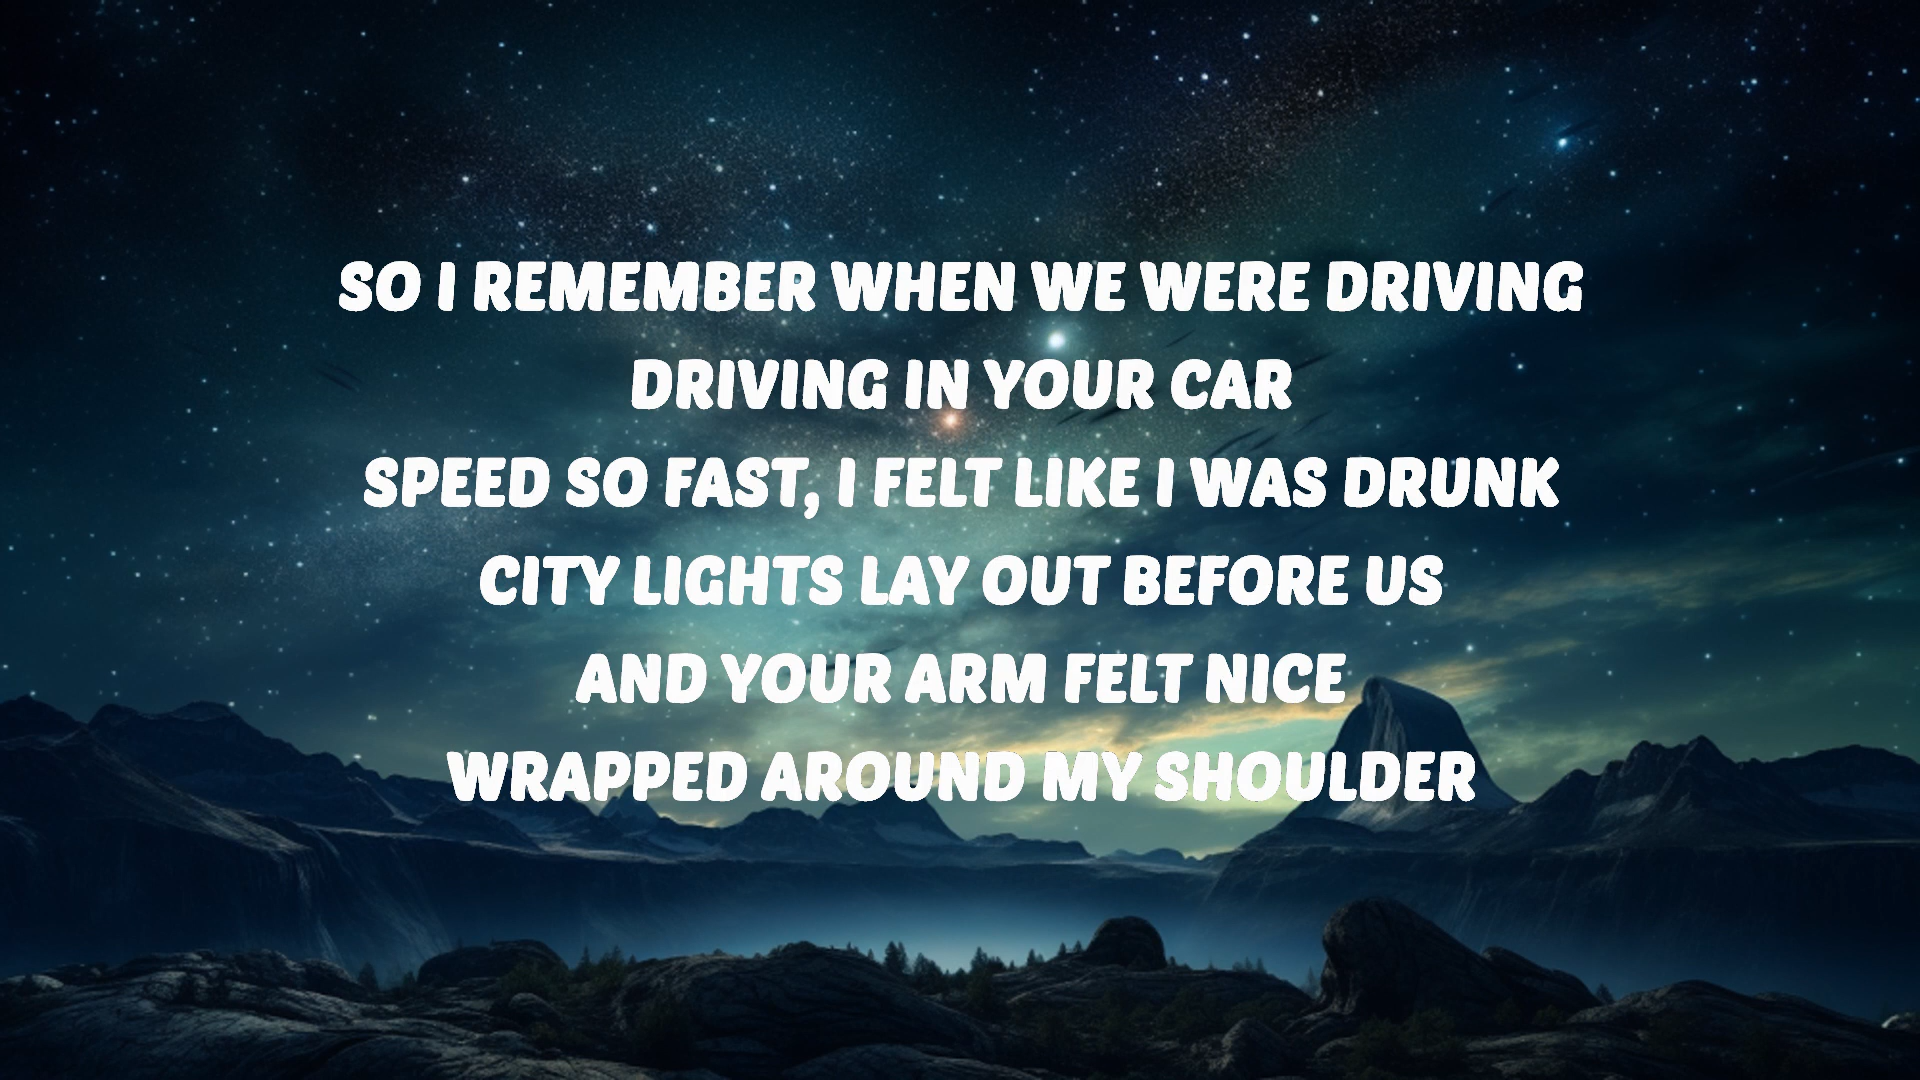 SO I REMEMBER WHEN WE WERE DRIVING
DRIVING IN YOUR CAR
SPEED SO FAST, I FELT LIKE I WAS DRUNK
CITY LIGHTS LAY OUT BEFORE US
AND YOUR ARM FELT NICE
WRAPPED AROUND MY SHOULDER